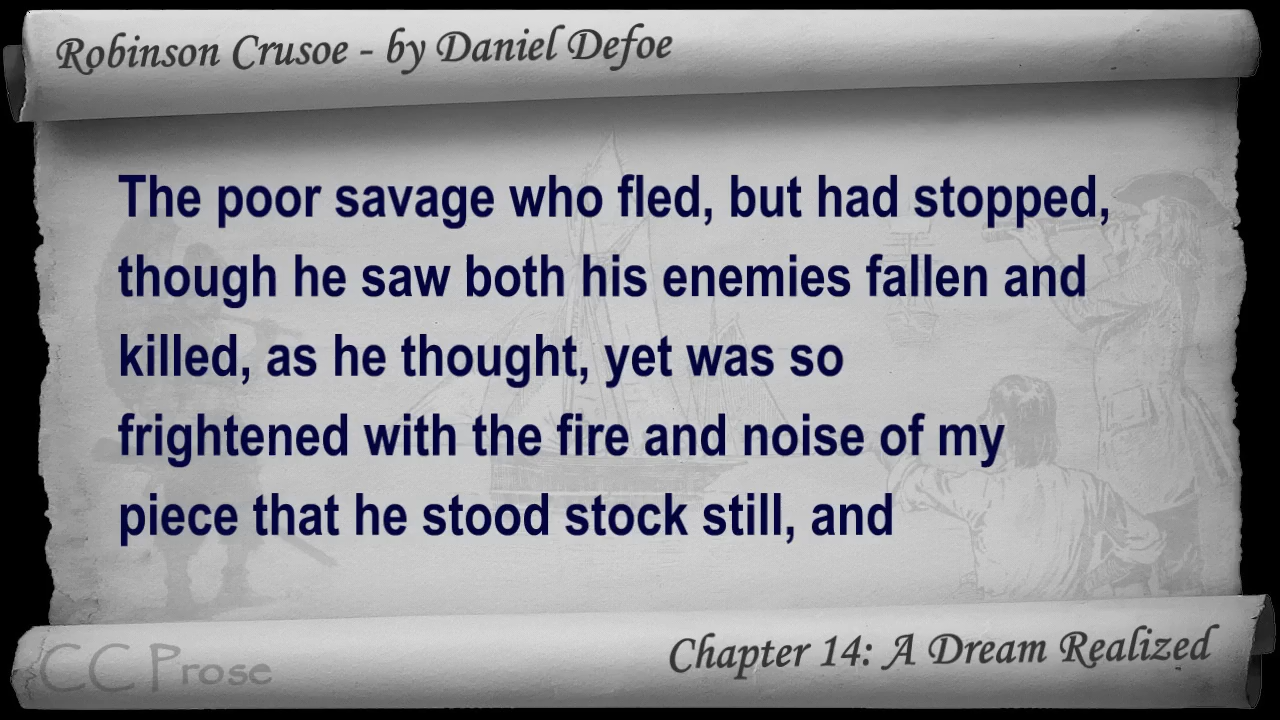 Robinson Crusoe - by Daniel Defoe
The poor savage who fled, but had stopped,
though he saw both his enemies fallen and
killed, as he thought, yet was so
frightened with the fire and noise of my
piece that he stood stock still, and
Chapter 14: A Dream Realized
CC Prose